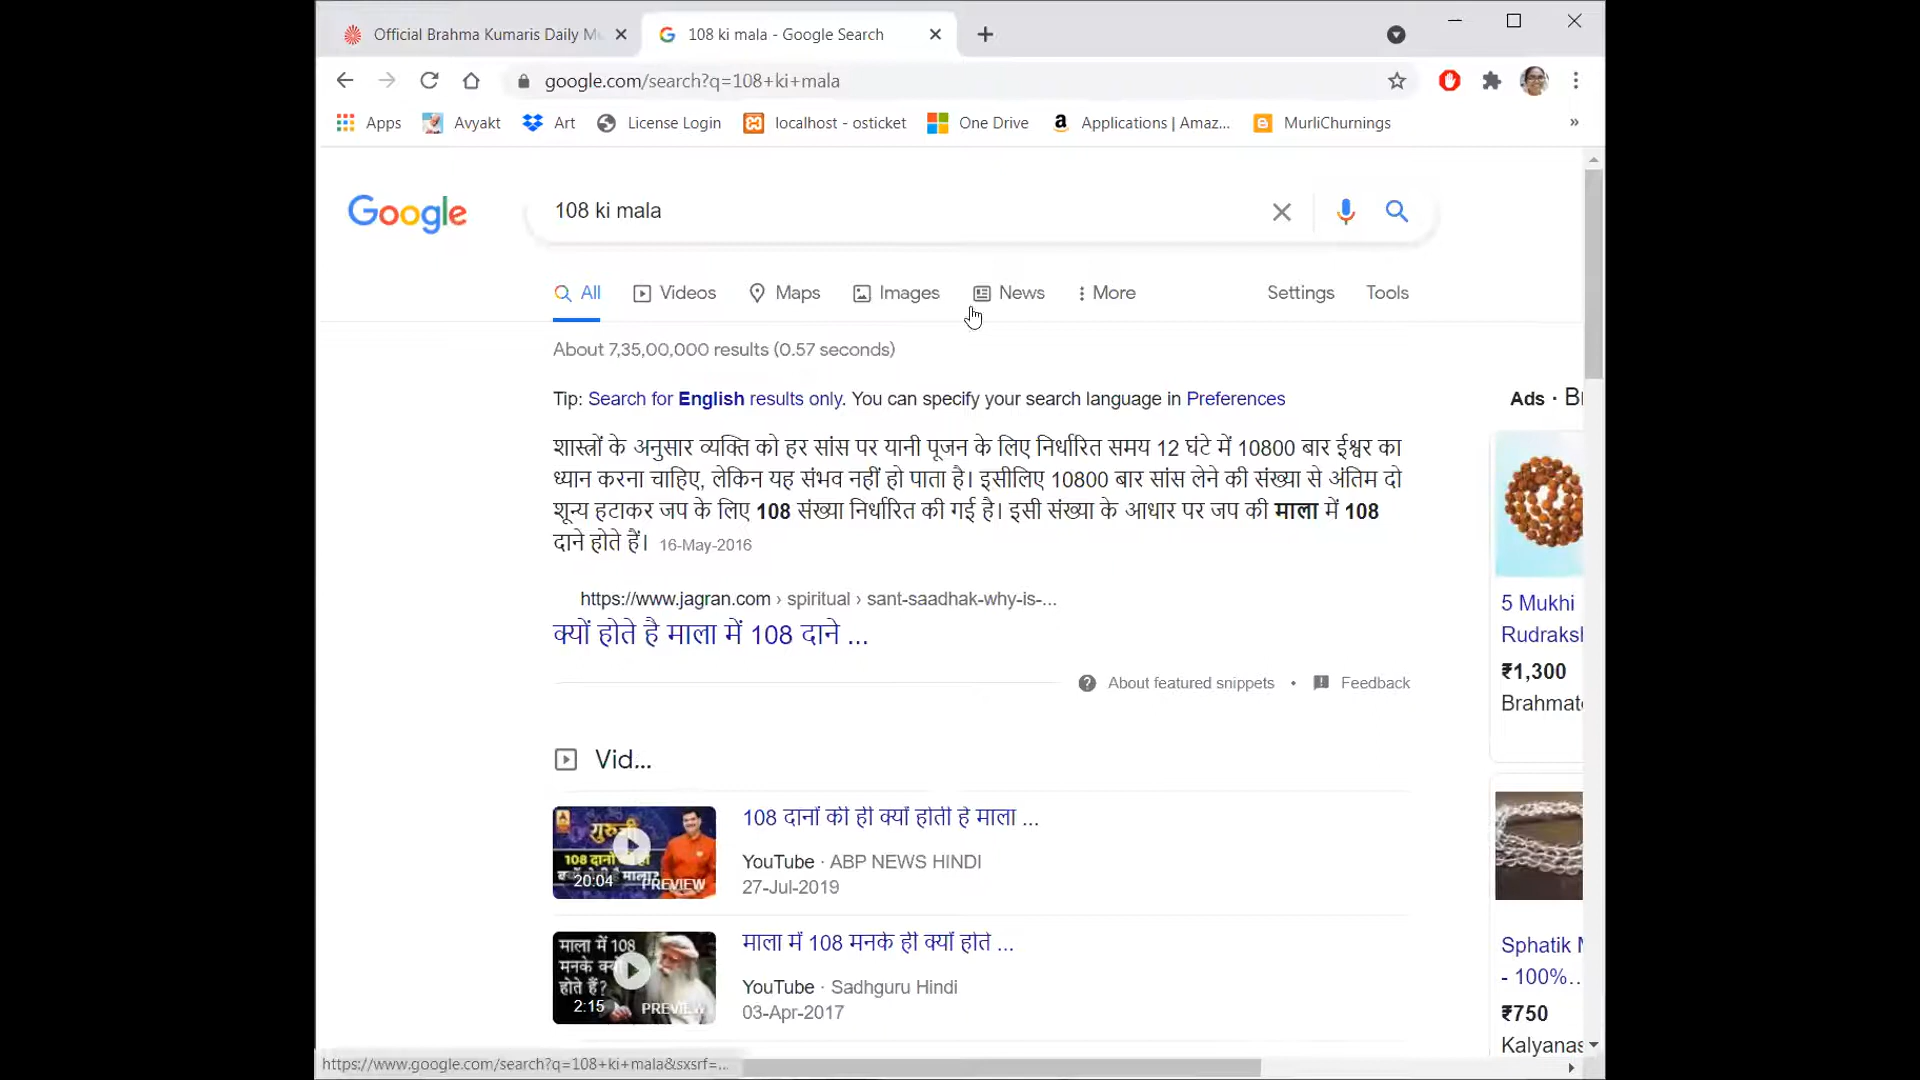 Official Brahma Kumaris Daily M
108 ki mala - Google Search
google.com/search?q=108+ki+mala
Apps
Avyakt
Art
License Login
localhost - osticket
One Drive
Applications | Amaz...
MurliChurnings
»
Google
108 ki mala
All
Videos
Maps
Images
News
More
Settings
Tools
About 7,35,00,000 results (0.57 seconds)
Tip: Search for English results only. You can specify your search language in Preferences
शास्त्रों के अनुसार व्यक्ति को हर सांस पर यानी पूजन के लिए निर्धारित समय 12 घंटे में 10800 बार ईश्वर का
ध्यान करना चाहिए, लेकिन यह संभव नहीं हो पाता है। इसीलिए 10800 बार सांस लेने की संख्या से अंतिम दो
शून्य हटाकर जप के लिए 108 संख्या निर्धारित की गई है। इसी संख्या के आधार पर जप की माला में 108
दाने होते हैं। 16-May-2016
https://www.jagran.com › spiritual › sant-saadhak-why-is-...
क्यों होते है माला में 108 दाने ...
About featured snippets • Feedback
Vid...
गुरुजी
108 दानों
20:04
PREVIEW
108 दानों की ही क्यों होती है माला ...
YouTube · ABP NEWS HINDI
27-Jul-2019
माला में 108
मनके
होते हैं?
2:15
माला में 108 मनके ही क्यों होते ...
YouTube · Sadhguru Hindi
03-Apr-2017
Ads ·
5 Mukhi
Rudraksh
₹1,300
Brahmat
Sphatik
- 100%...
₹750
Kalyanas
https://www.google.com/search?q=108+ki+mala&sxsrf=...